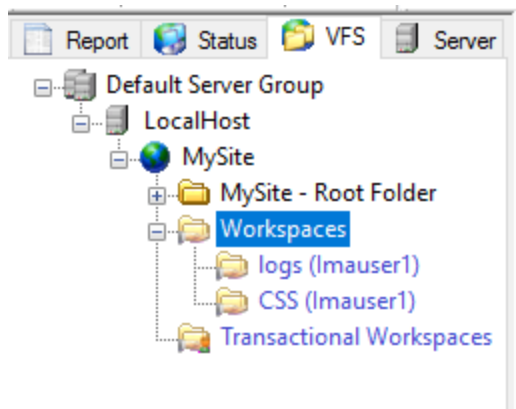 Report Status VFS Server
Default Server Group
LocalHost
MySite
MySite - Root Folder
Workspaces
logs (Imauser1)
CSS (Imauser1)
Transactional Workspaces